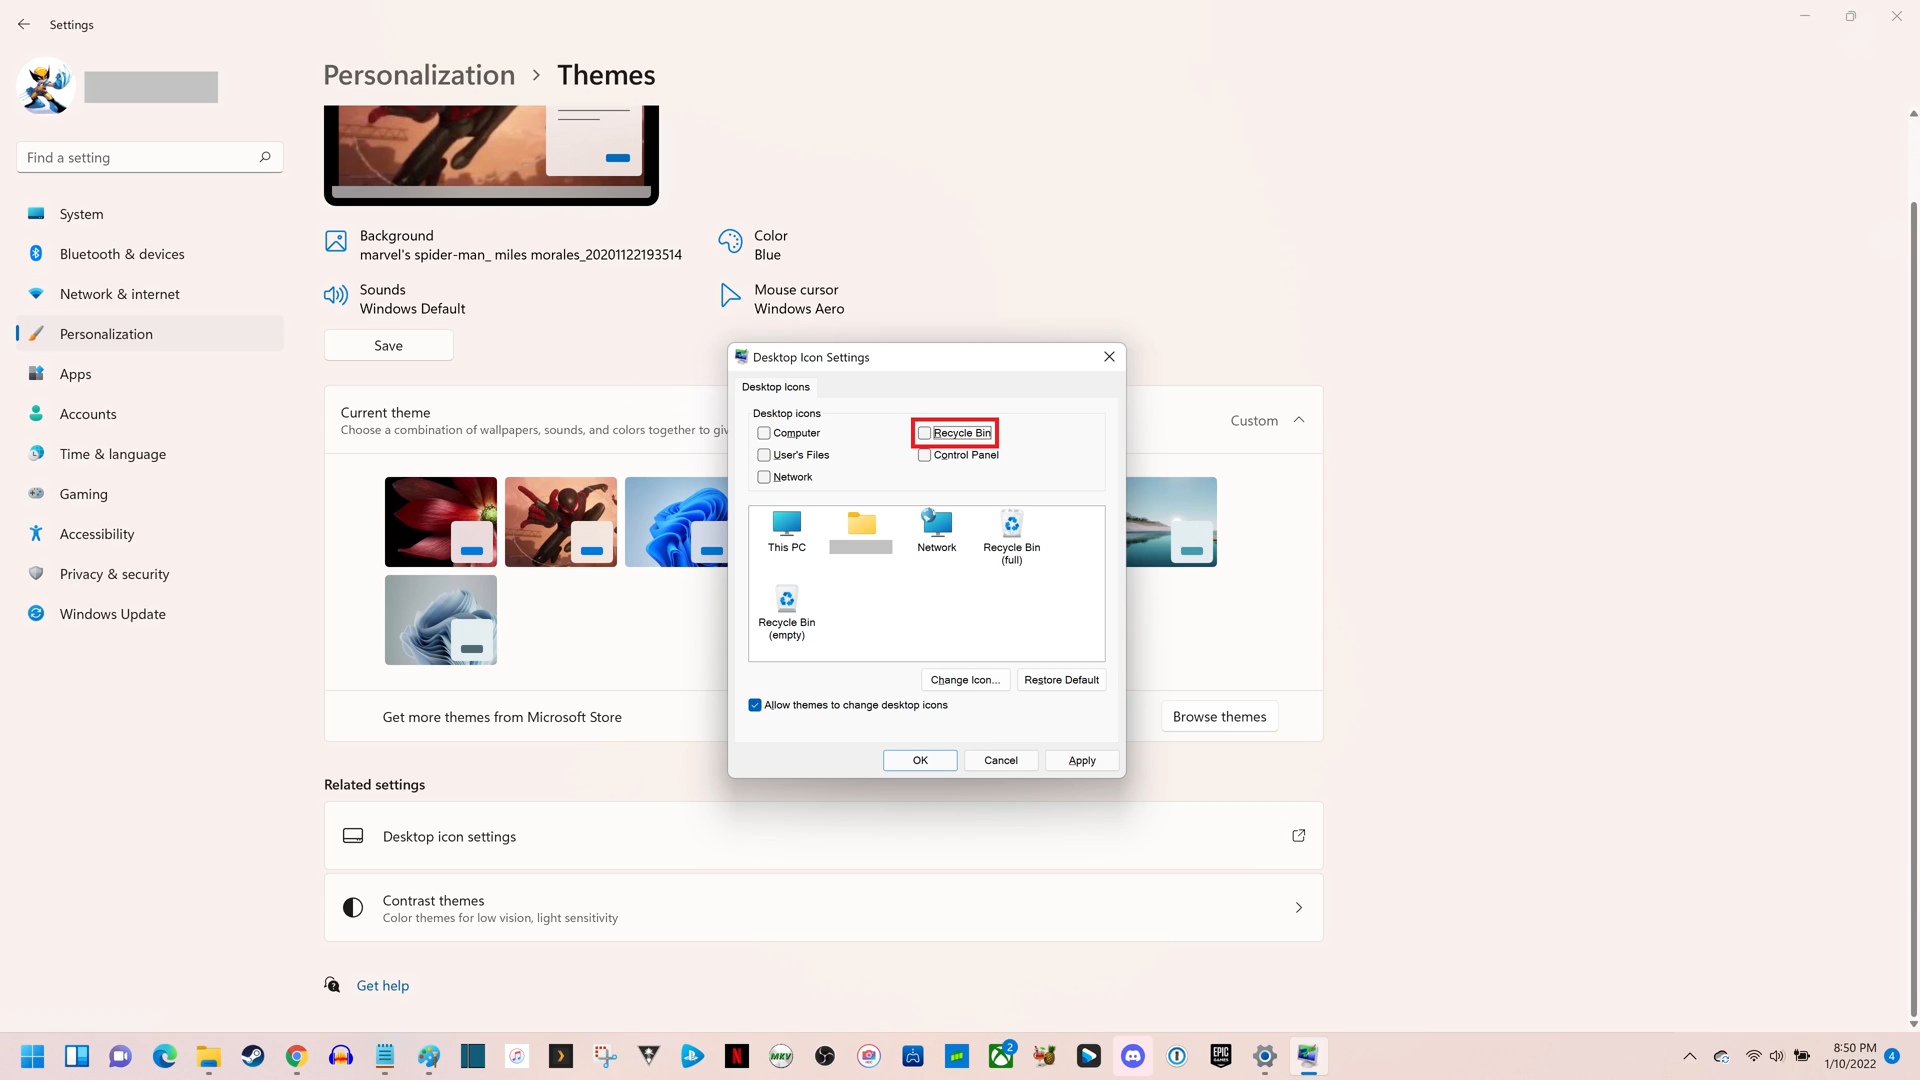 Settings
Personalization > Themes
Find a setting
System
Bluetooth & devices
Network & internet
Personalization
Apps
Accounts
Time & language
Gaming
Accessibility
Privacy & security
Windows Update
Background
marvel's spider-man_ miles morales_20201122193514
Color
Blue
Sounds
Windows Default
Mouse cursor
Windows Aero
Save
Current theme
Choose a combination of wallpapers, sounds, and colors together to giv
Custom
Desktop Icon Settings
Desktop Icons
Desktop icons
Computer
Recycle Bin
User's Files
Control Panel
Network
This PC
Network
Recycle Bin
(full)
Recycle Bin
(empty)
Change Icon...
Restore Default
Allow themes to change desktop icons
OK
Cancel
Apply
Get more themes from Microsoft Store
Browse themes
Related settings
Desktop icon settings
Contrast themes
Color themes for low vision, light sensitivity
Get help
N
MKV
2
EPIC
GAMES
8:50 PM
1/10/2022
4